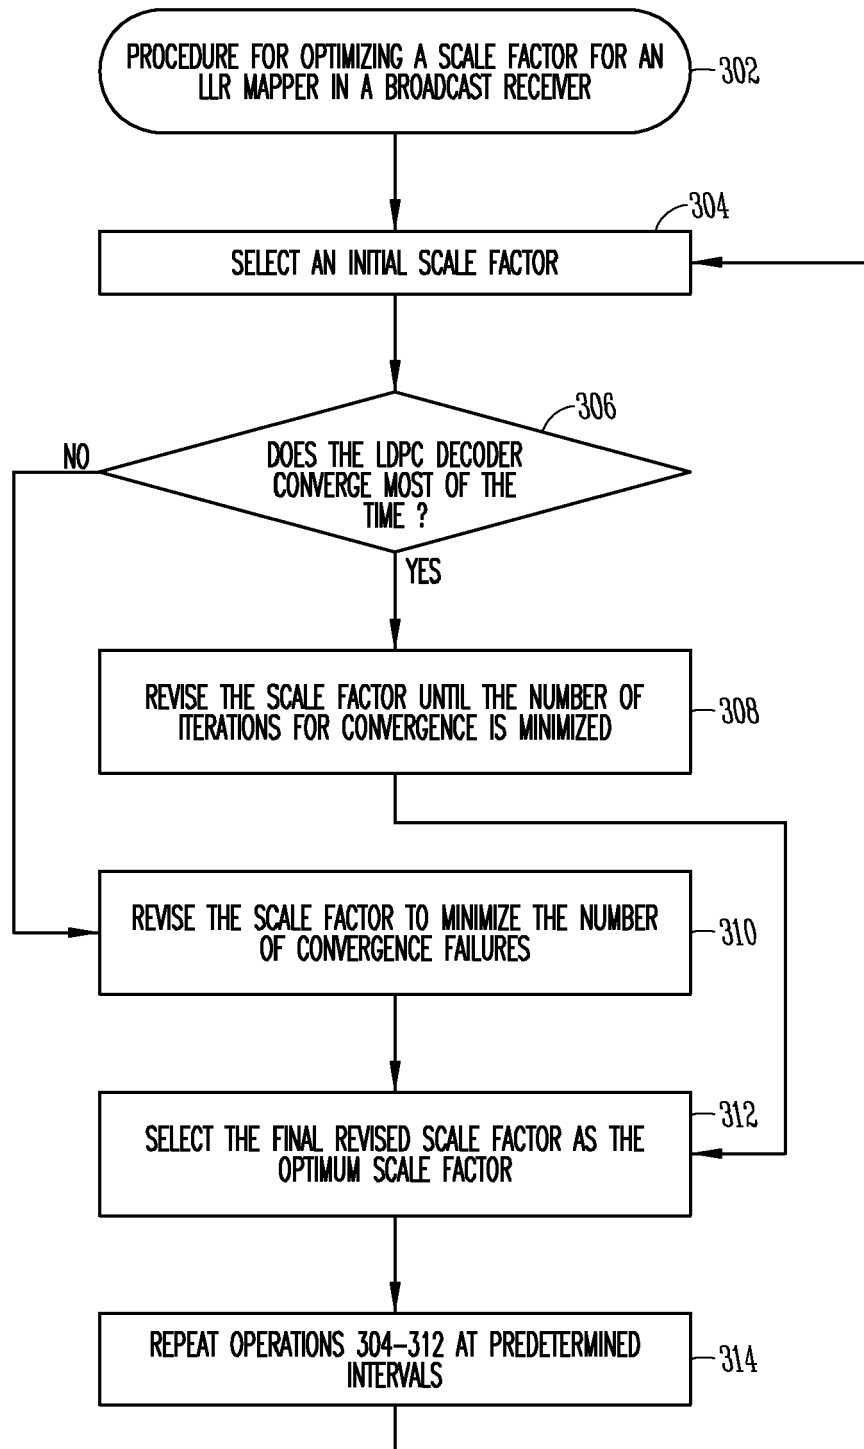 PROCEDURE FOR OPTIMIZING A SCALE FACTOR FOR AN
LLR MAPPER IN A BROADCAST RECEIVER
302
304
SELECT AN INITIAL SCALE FACTOR
306
NO
DOES THE LDPC DECODER
CONVERGE MOST OF THE
TIME ?
YES
REVISE THE SCALE FACTOR UNTIL THE NUMBER OF
ITERATIONS FOR CONVERGENCE IS MINIMIZED
308
REVISE THE SCALE FACTOR TO MINIMIZE THE NUMBER
OF CONVERGENCE FAILURES
310
SELECT THE FINAL REVISED SCALE FACTOR AS THE
OPTIMUM SCALE FACTOR
312
REPEAT OPERATIONS 304-312 AT PREDETERMINED
INTERVALS
314